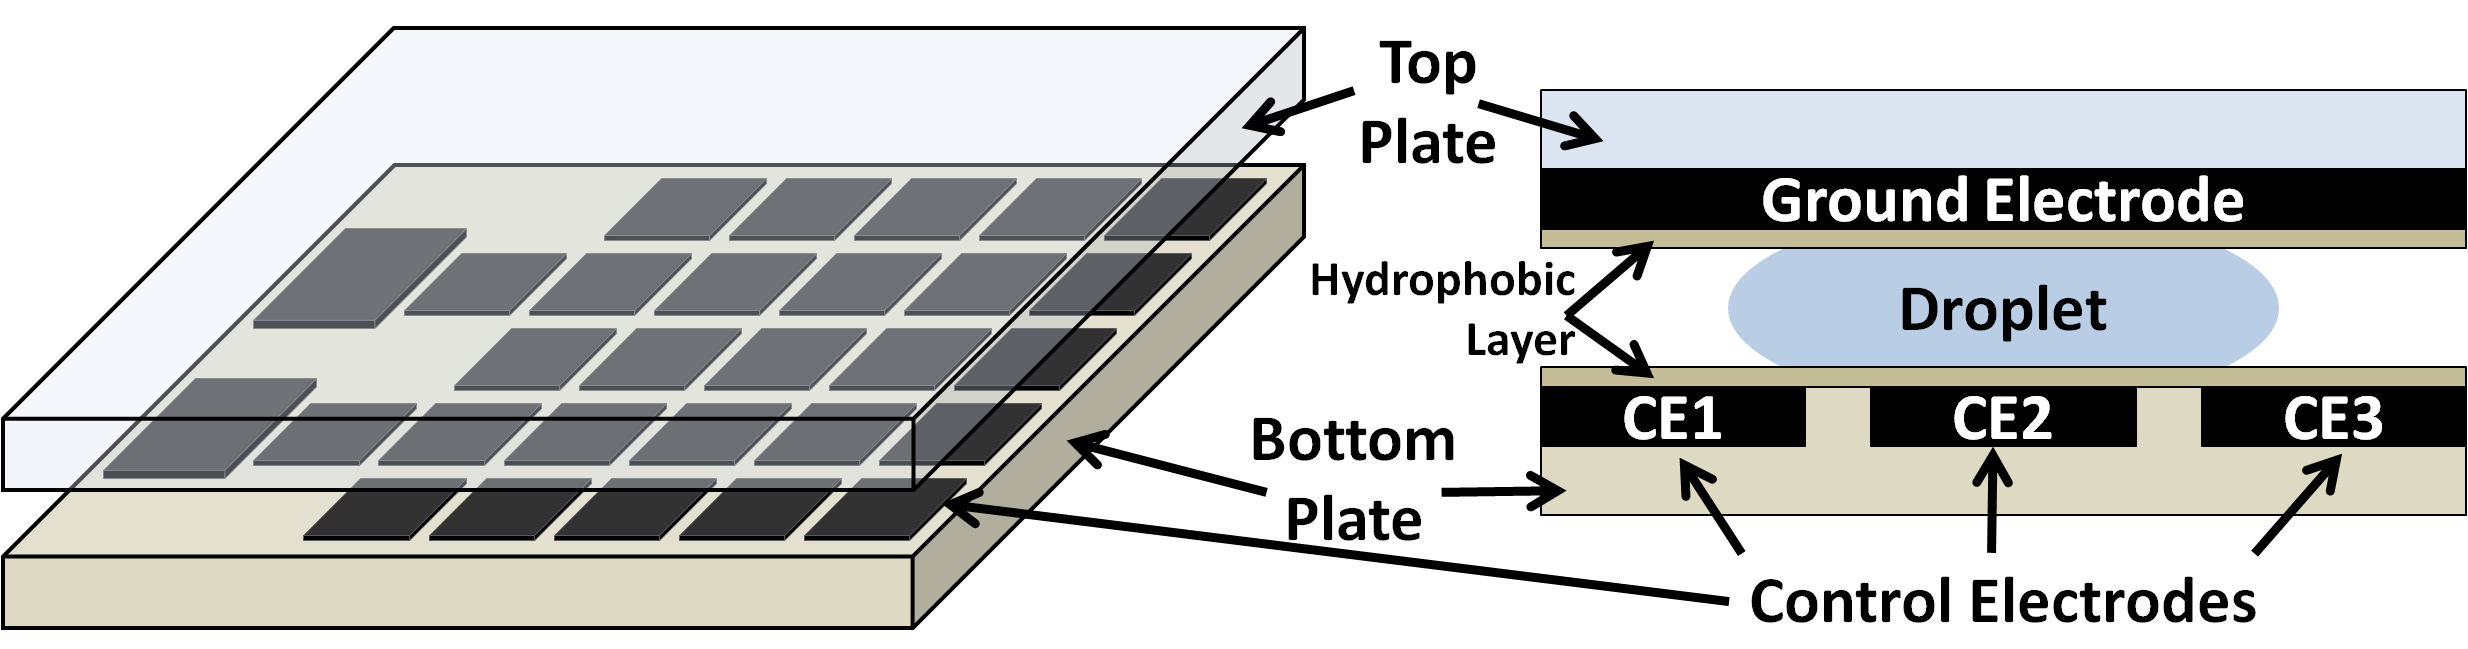 Top
Plate
Ground Electrode
Hydrophobic
Layer
Droplet
CE1
CE2
CE3
Bottom
Plate
Control Electrodes